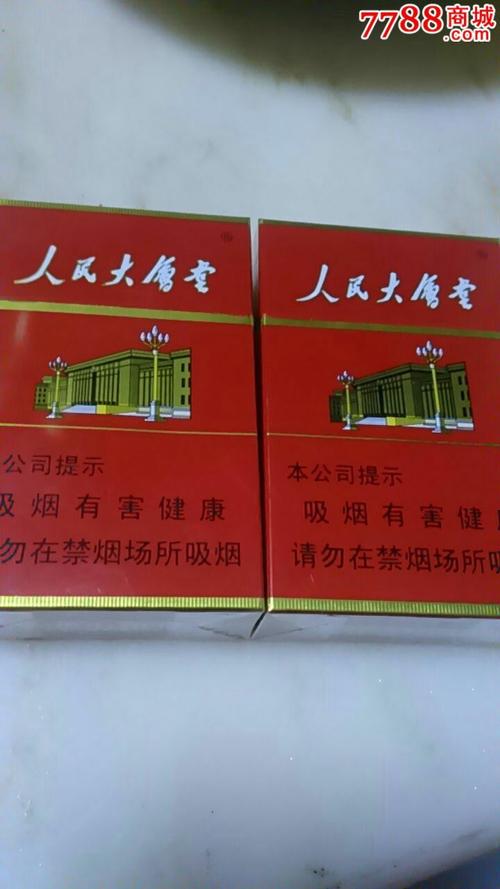 7788商城
人民大會堂
人民大會堂
公司提示
吸烟有害健康
勿在禁烟场所吸烟
本公司提示
吸烟有害健
请勿在禁烟场所吸